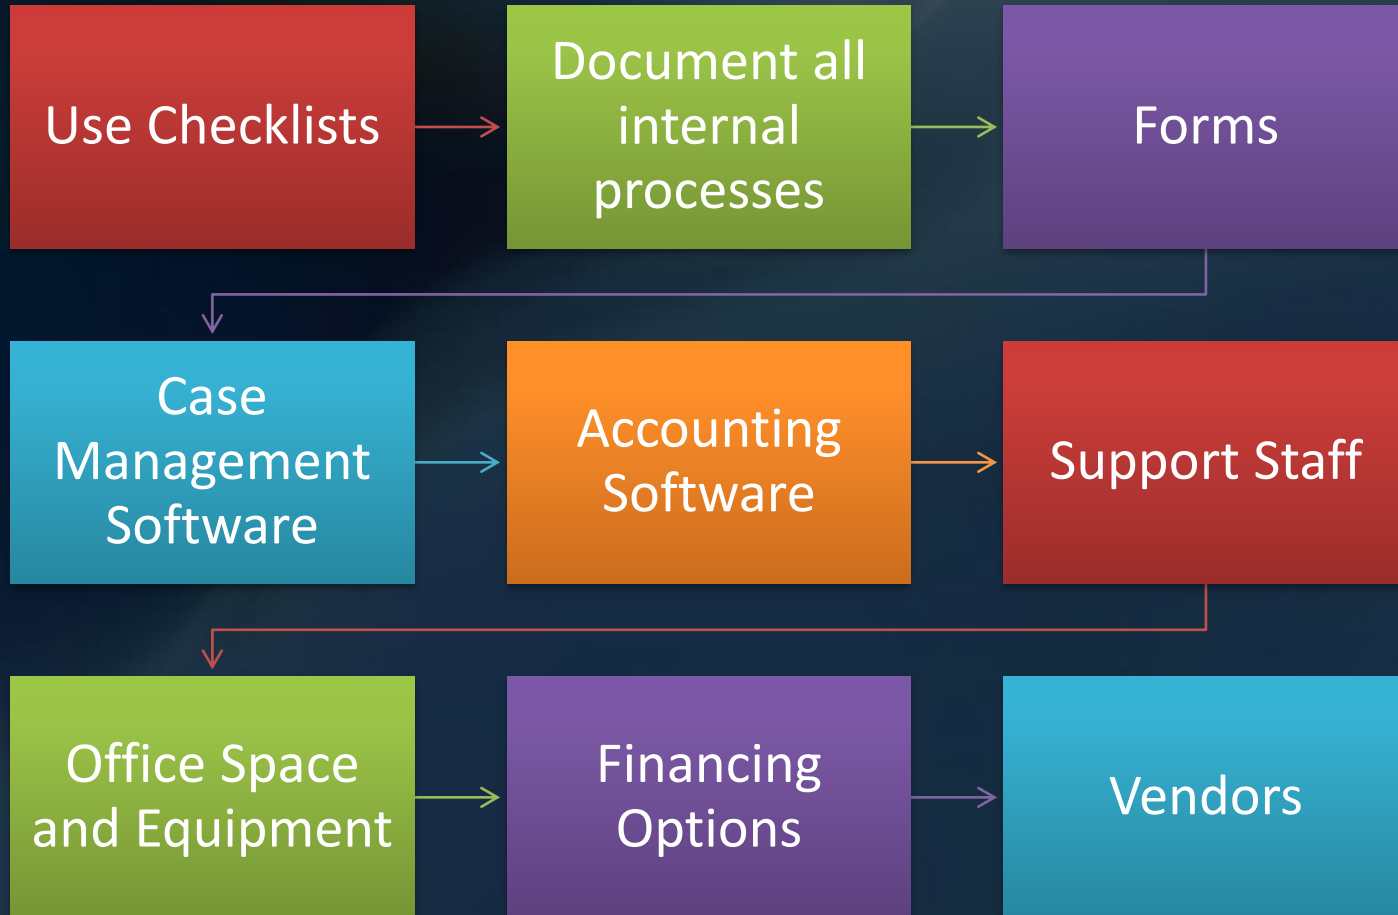 Use Checklists
Document all
internal
processes
Forms
Case
Management
Software
Accounting
Software
Support Staff
Office Space
and Equipment
Financing
Options
Vendors